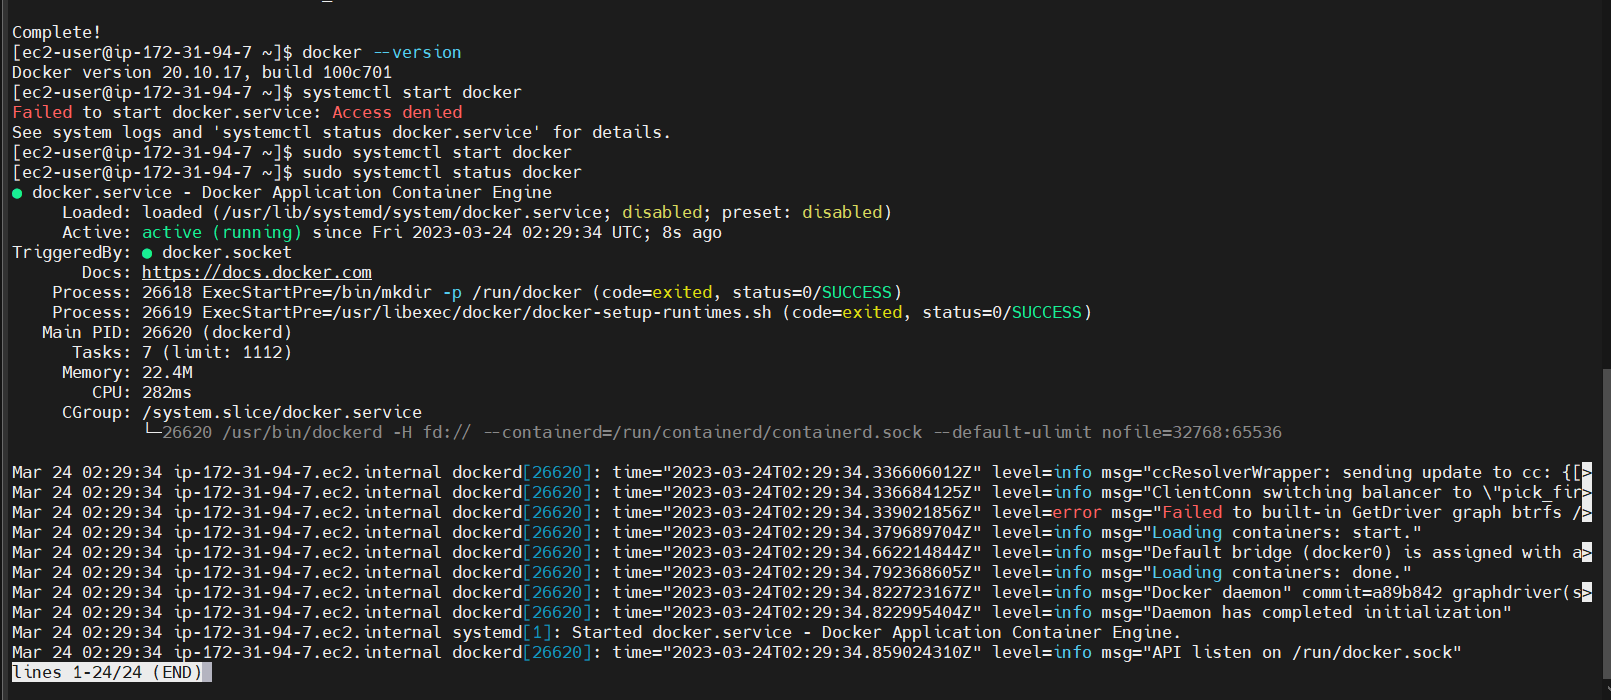 Complete!
[ec2-user@ip-172-31-94-7 ~]$ docker --version
Docker version 20.10.17, build 100c701
[ec2-user@ip-172-31-94-7 ~]$ systemctl start docker
Failed to start docker.service: Access denied
See system logs and 'systemctl status docker.service' for details.
[ec2-user@ip-172-31-94-7 ~]$ sudo systemctl start docker
[ec2-user@ip-172-31-94-7 ~]$ sudo systemctl status docker
● docker.service - Docker Application Container Engine
Loaded: loaded (/usr/lib/systemd/system/docker.service; disabled; preset: disabled)
Active: active (running) since Fri 2023-03-24 02:29:34 UTC; 8s ago
TriggeredBy: ● docker.socket
Docs: https://docs.docker.com
Process: 26618 ExecStartPre=/bin/mkdir -p /run/docker (code=exited, status=0/SUCCESS)
Process: 26619 ExecStartPre=/usr/libexec/docker/docker-setup-runtimes.sh (code=exited, status=0/SUCCESS)
Main PID: 26620 (dockerd)
Tasks: 7 (limit: 1112)
Memory: 22.4M
CPU: 282ms
CGroup: /system.slice/docker.service
└─26620 /usr/bin/dockerd -H fd:// --containerd=/run/containerd/containerd.sock --default-ulimit nofile=32768:65536
Mar 24 02:29:34 ip-172-31-94-7.ec2.internal dockerd[26620]: time="2023-03-24T02:29:34.336606012Z" level=info msg="ccResolverWrapper: sending update to cc: {[>
Mar 24 02:29:34 ip-172-31-94-7.ec2.internal dockerd[26620]: time="2023-03-24T02:29:34.336684125Z" level=info msg="ClientConn switching balancer to \"pick_fir>
Mar 24 02:29:34 ip-172-31-94-7.ec2.internal dockerd[26620]: time="2023-03-24T02:29:34.339021856Z" level=error msg="Failed to built-in GetDriver graph btrfs />
Mar 24 02:29:34 ip-172-31-94-7.ec2.internal dockerd[26620]: time="2023-03-24T02:29:34.379689704Z" level=info msg="Loading containers: start."
Mar 24 02:29:34 ip-172-31-94-7.ec2.internal dockerd[26620]: time="2023-03-24T02:29:34.662214844Z" level=info msg="Default bridge (docker0) is assigned with a>
Mar 24 02:29:34 ip-172-31-94-7.ec2.internal dockerd[26620]: time="2023-03-24T02:29:34.792368605Z" level=info msg="Loading containers: done."
Mar 24 02:29:34 ip-172-31-94-7.ec2.internal dockerd[26620]: time="2023-03-24T02:29:34.822723167Z" level=info msg="Docker daemon" commit=a89b842 graphdriver(s>
Mar 24 02:29:34 ip-172-31-94-7.ec2.internal dockerd[26620]: time="2023-03-24T02:29:34.822995404Z" level=info msg="Daemon has completed initialization"
Mar 24 02:29:34 ip-172-31-94-7.ec2.internal systemd[1]: Started docker.service - Docker Application Container Engine.
Mar 24 02:29:34 ip-172-31-94-7.ec2.internal dockerd[26620]: time="2023-03-24T02:29:34.859024310Z" level=info msg="API listen on /run/docker.sock"
lines 1-24/24 (END)